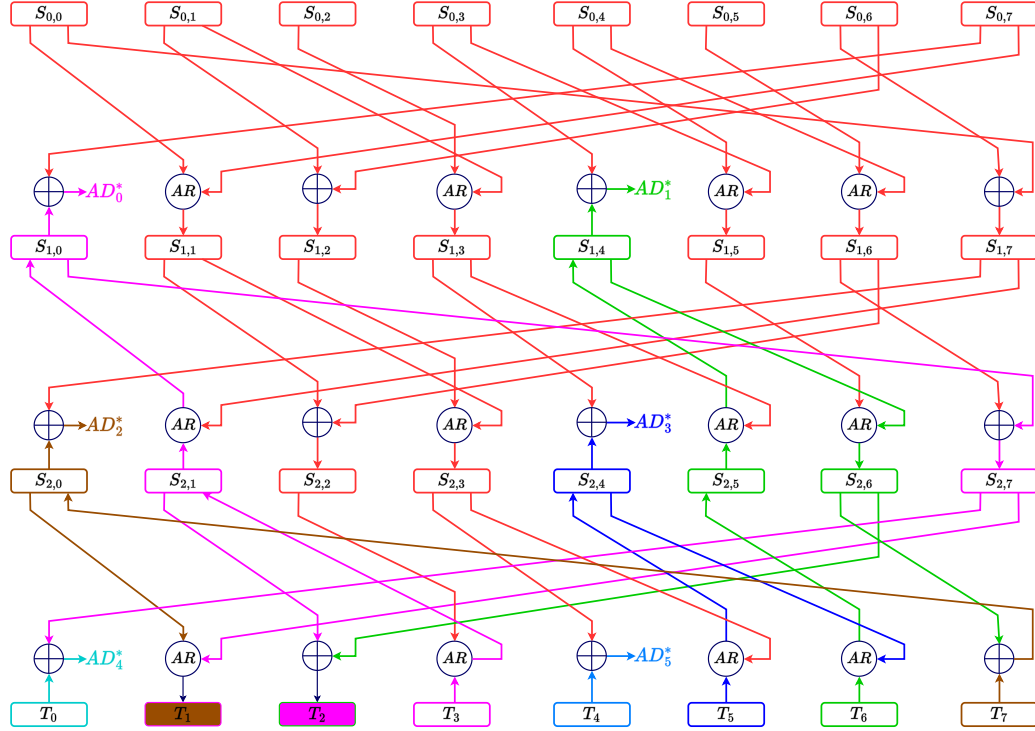 S0,0 S0,1 S0,2 S0,3 S0,4 S0,5 S0,6 S0,7
AD*0 AR AR AD*1 AR AR
S1,0 S1,1 S1,2 S1,3 S1,4 S1,5 S1,6 S1,7
AD*2 AR AR AD*3 AR AR
S2,0 S2,1 S2,2 S2,3 S2,4 S2,5 S2,6 S2,7
AD*4 AR AR AD*5 AR AR
T0 T1 T2 T3 T4 T5 T6 T7